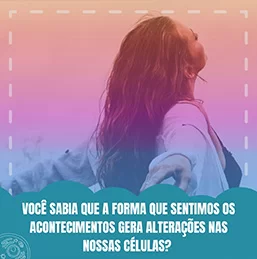 VOCÊ SABIA QUE A FORMA QUE SENTIMOS OS
ACONTECIMENTOS GERA ALTERAÇÕES NAS
NOSSAS CÉLULAS?